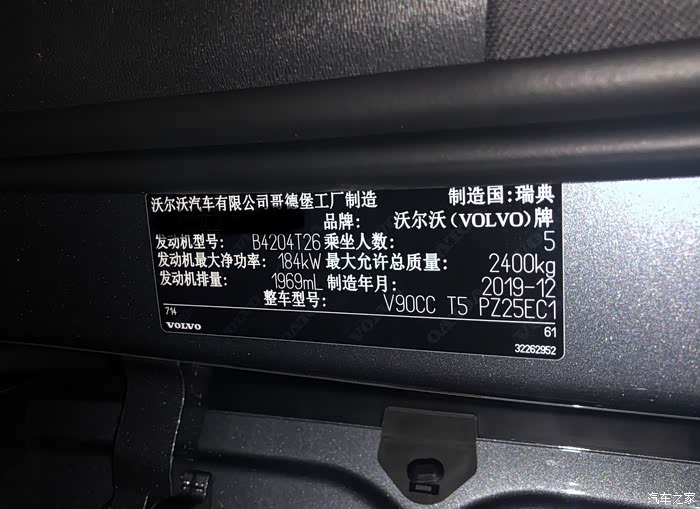 沃尔沃汽车有限公司哥德堡工厂制造 制造国: 瑞典
品牌: 沃尔沃(VOLVO)牌
发动机型号: B4204T26 乘坐人数: 5
发动机最大净功率: 184kW 最大允许总质量: 2400kg
发动机排量: 1969mL 制造年月: 2019-12
整车型号: V90CC T5 PZ25EC1
714 61
VOLVO 32262952
汽车之家